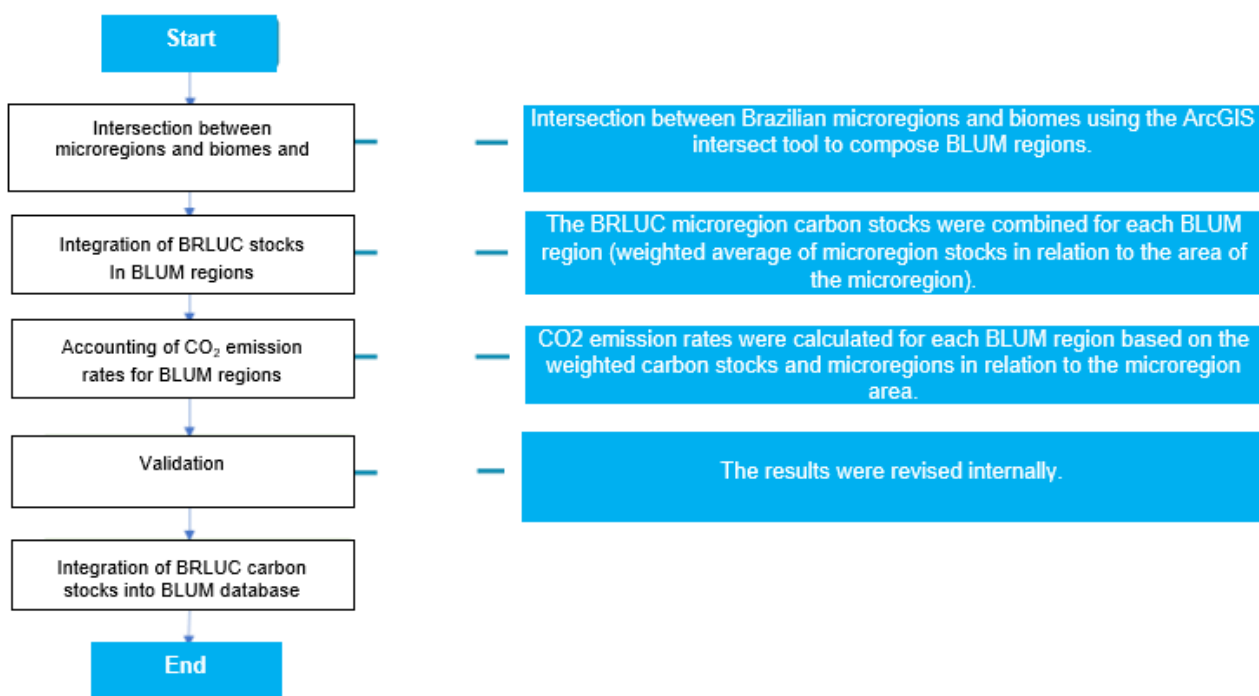 Start
Intersection between
microregions and biomes and
Intersection between Brazilian microregions and biomes using the ArcGIS
intersect tool to compose BLUM regions.
Integration of BRLUC stocks
In BLUM regions
The BRLUC microregion carbon stocks were combined for each BLUM
region (weighted average of microregion stocks in relation to the area of
the microregion).
Accounting of CO₂ emission
rates for BLUM regions
CO2 emission rates were calculated for each BLUM region based on the
weighted carbon stocks and microregions in relation to the microregion
area.
Validation
The results were revised internally.
Integration of BRLUC carbon
stocks into BLUM database
End